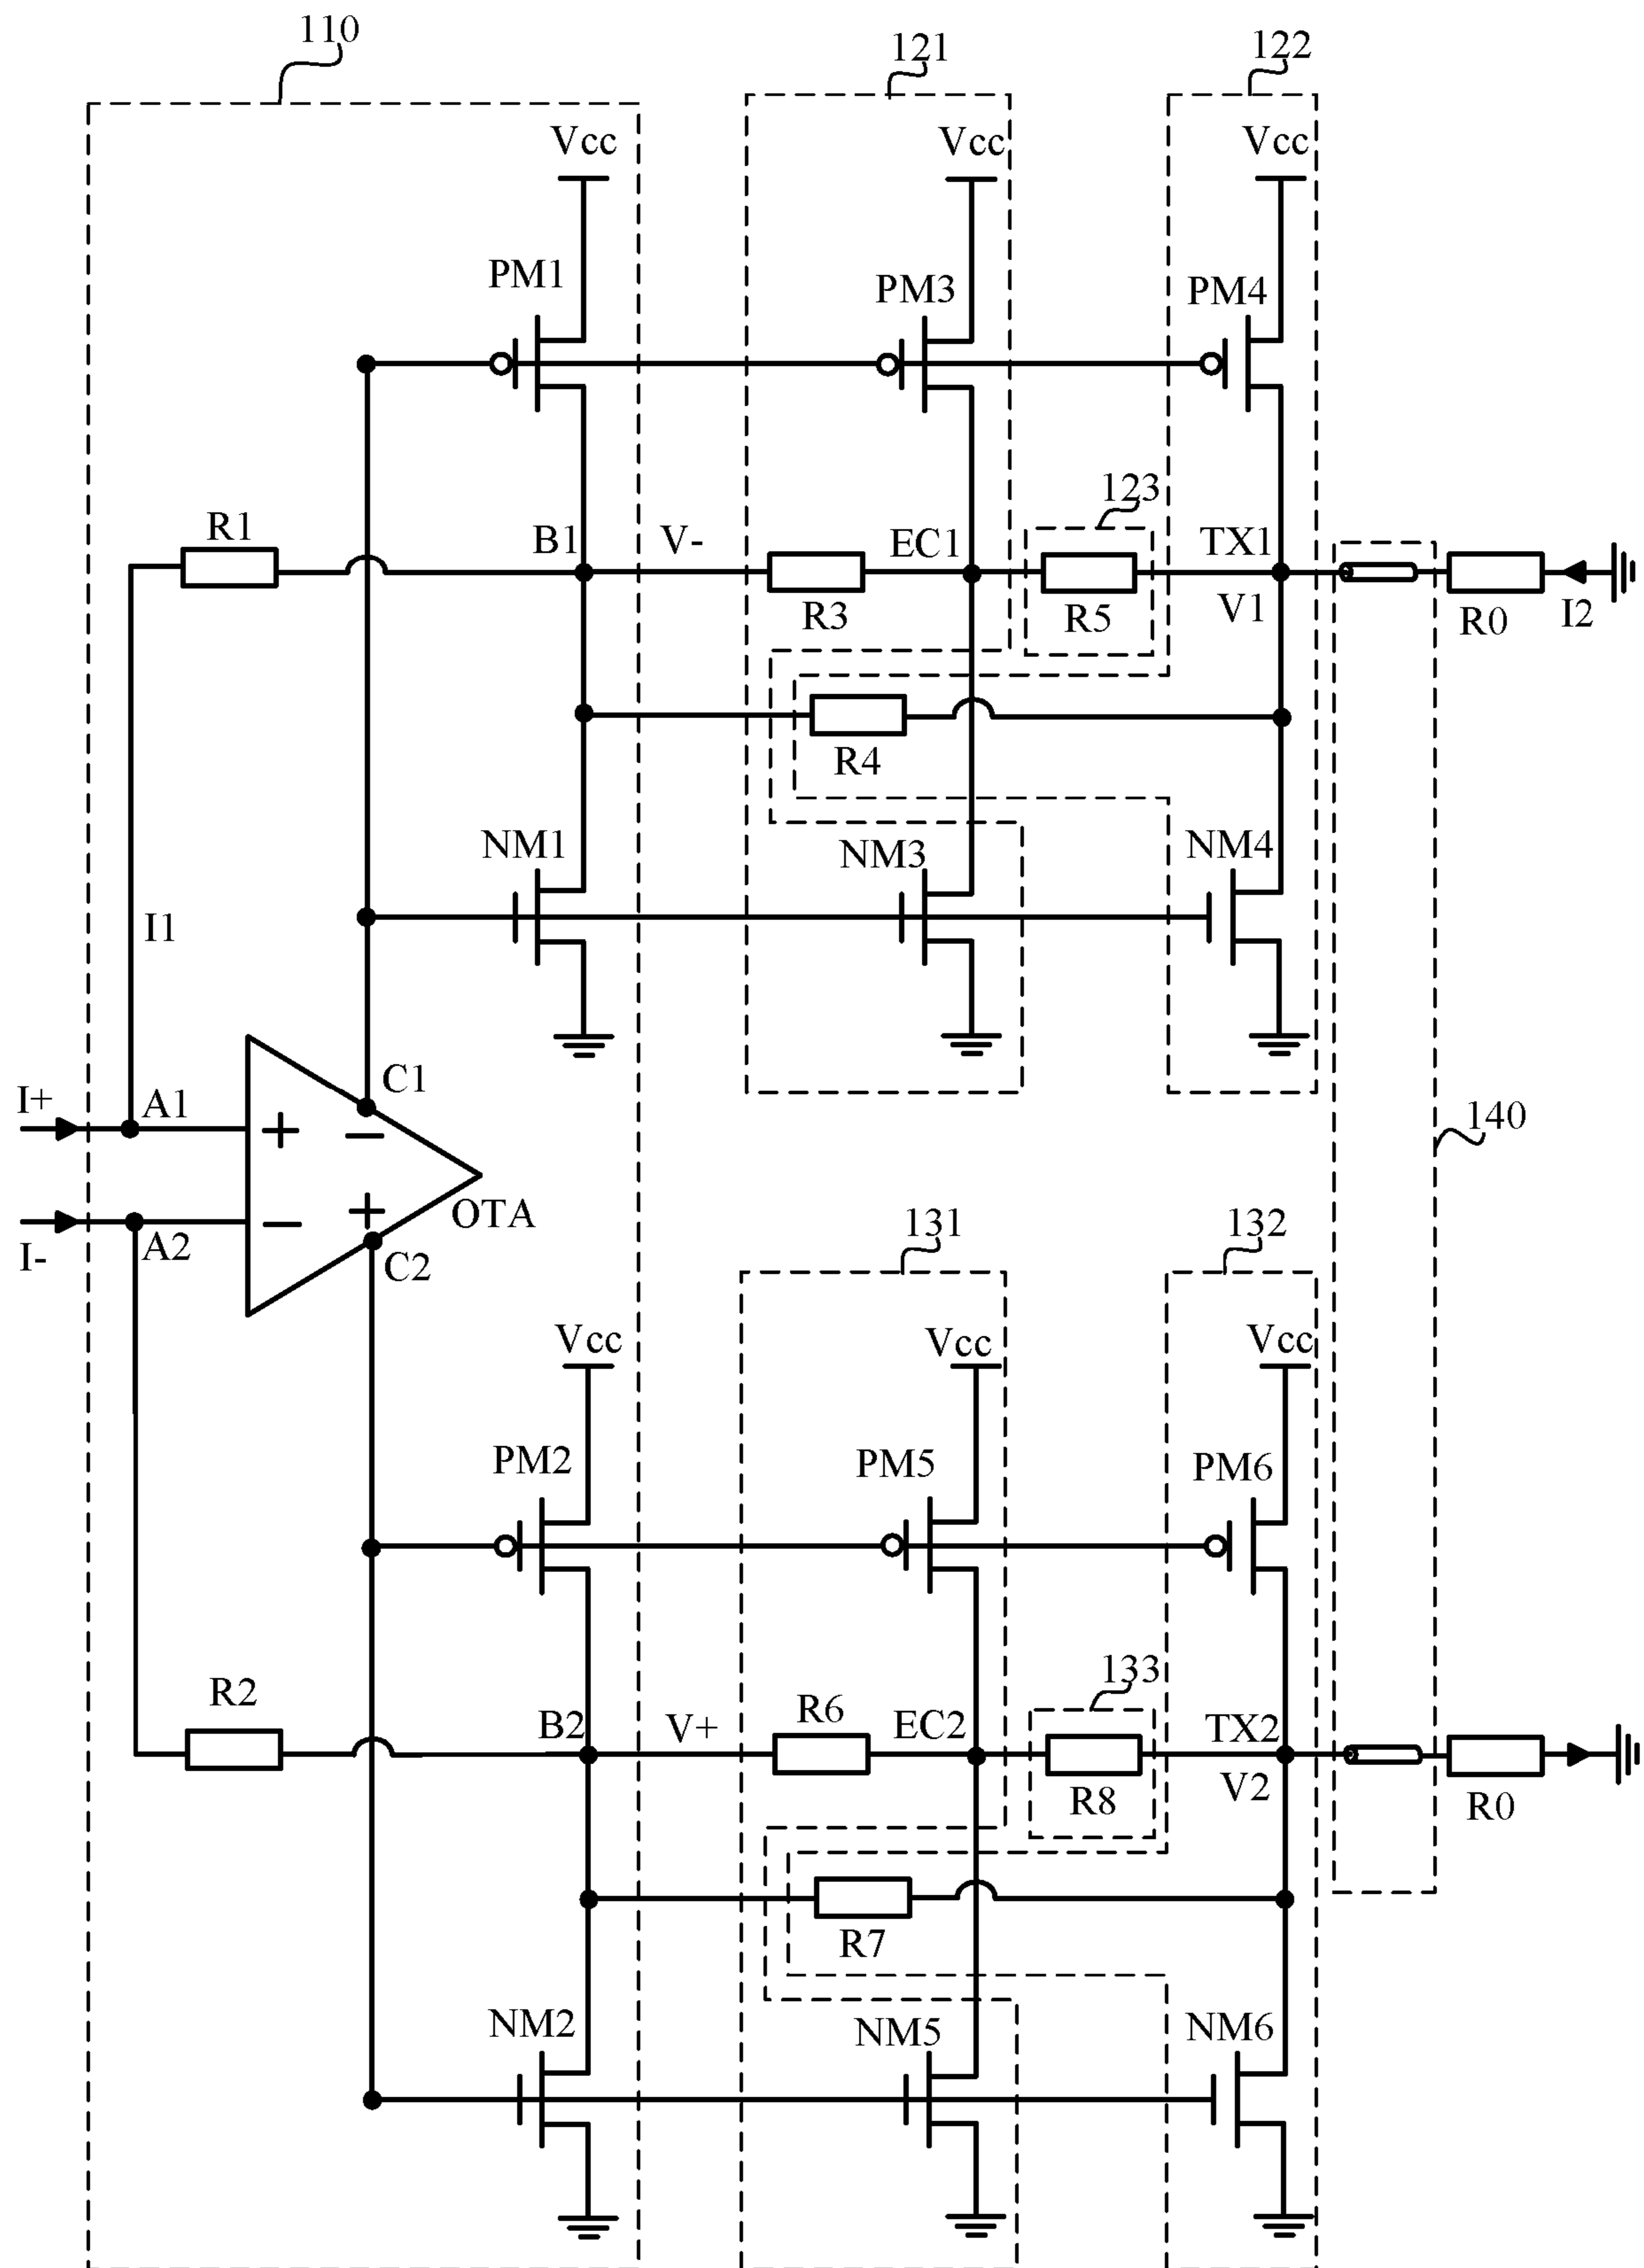 110
121
122
Vcc
Vcc
Vcc
PM1
PM3
PM4
R1
B1
V-
EC1
123
TX1
R3
R5
V1
R0
I2
R4
NM1
NM3
NM4
I1
I+
A1
C1
+
−
140
I-
A2
−
+
OTA
C2
131
132
Vcc
Vcc
Vcc
PM2
PM5
PM6
R2
B2
V+
R6
EC2
133
TX2
R8
V2
R0
R7
NM2
NM5
NM6